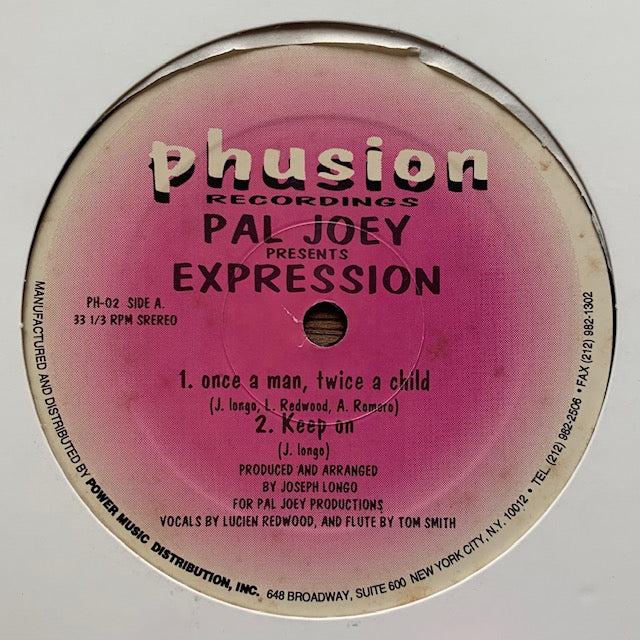 phusion
RECORDINGS
PAL JOEY
PRESENTS
EXPRESSION
PH-02 SIDE A.
33 1/3 RPM SREREO
1. once a man, twice a child
(J. longo, L. Redwood, A. Romero)
2. Keep on
(J. longo)
PRODUCED AND ARRANGED
BY JOSEPH LONGO
FOR PAL JOEY PRODUCTIONS
VOCALS BY LUCIEN REDWOOD, AND FLUTE BY TOM SMITH
MANUFACTURED AND DISTRIBUTED BY POWER MUSIC DISTRIBUTION, INC. 648 BROADWAY, SUITE 600 NEW YORK CITY, N.Y. 10012 • TEL. (212) 982-2506 • FAX (212) 982-1302